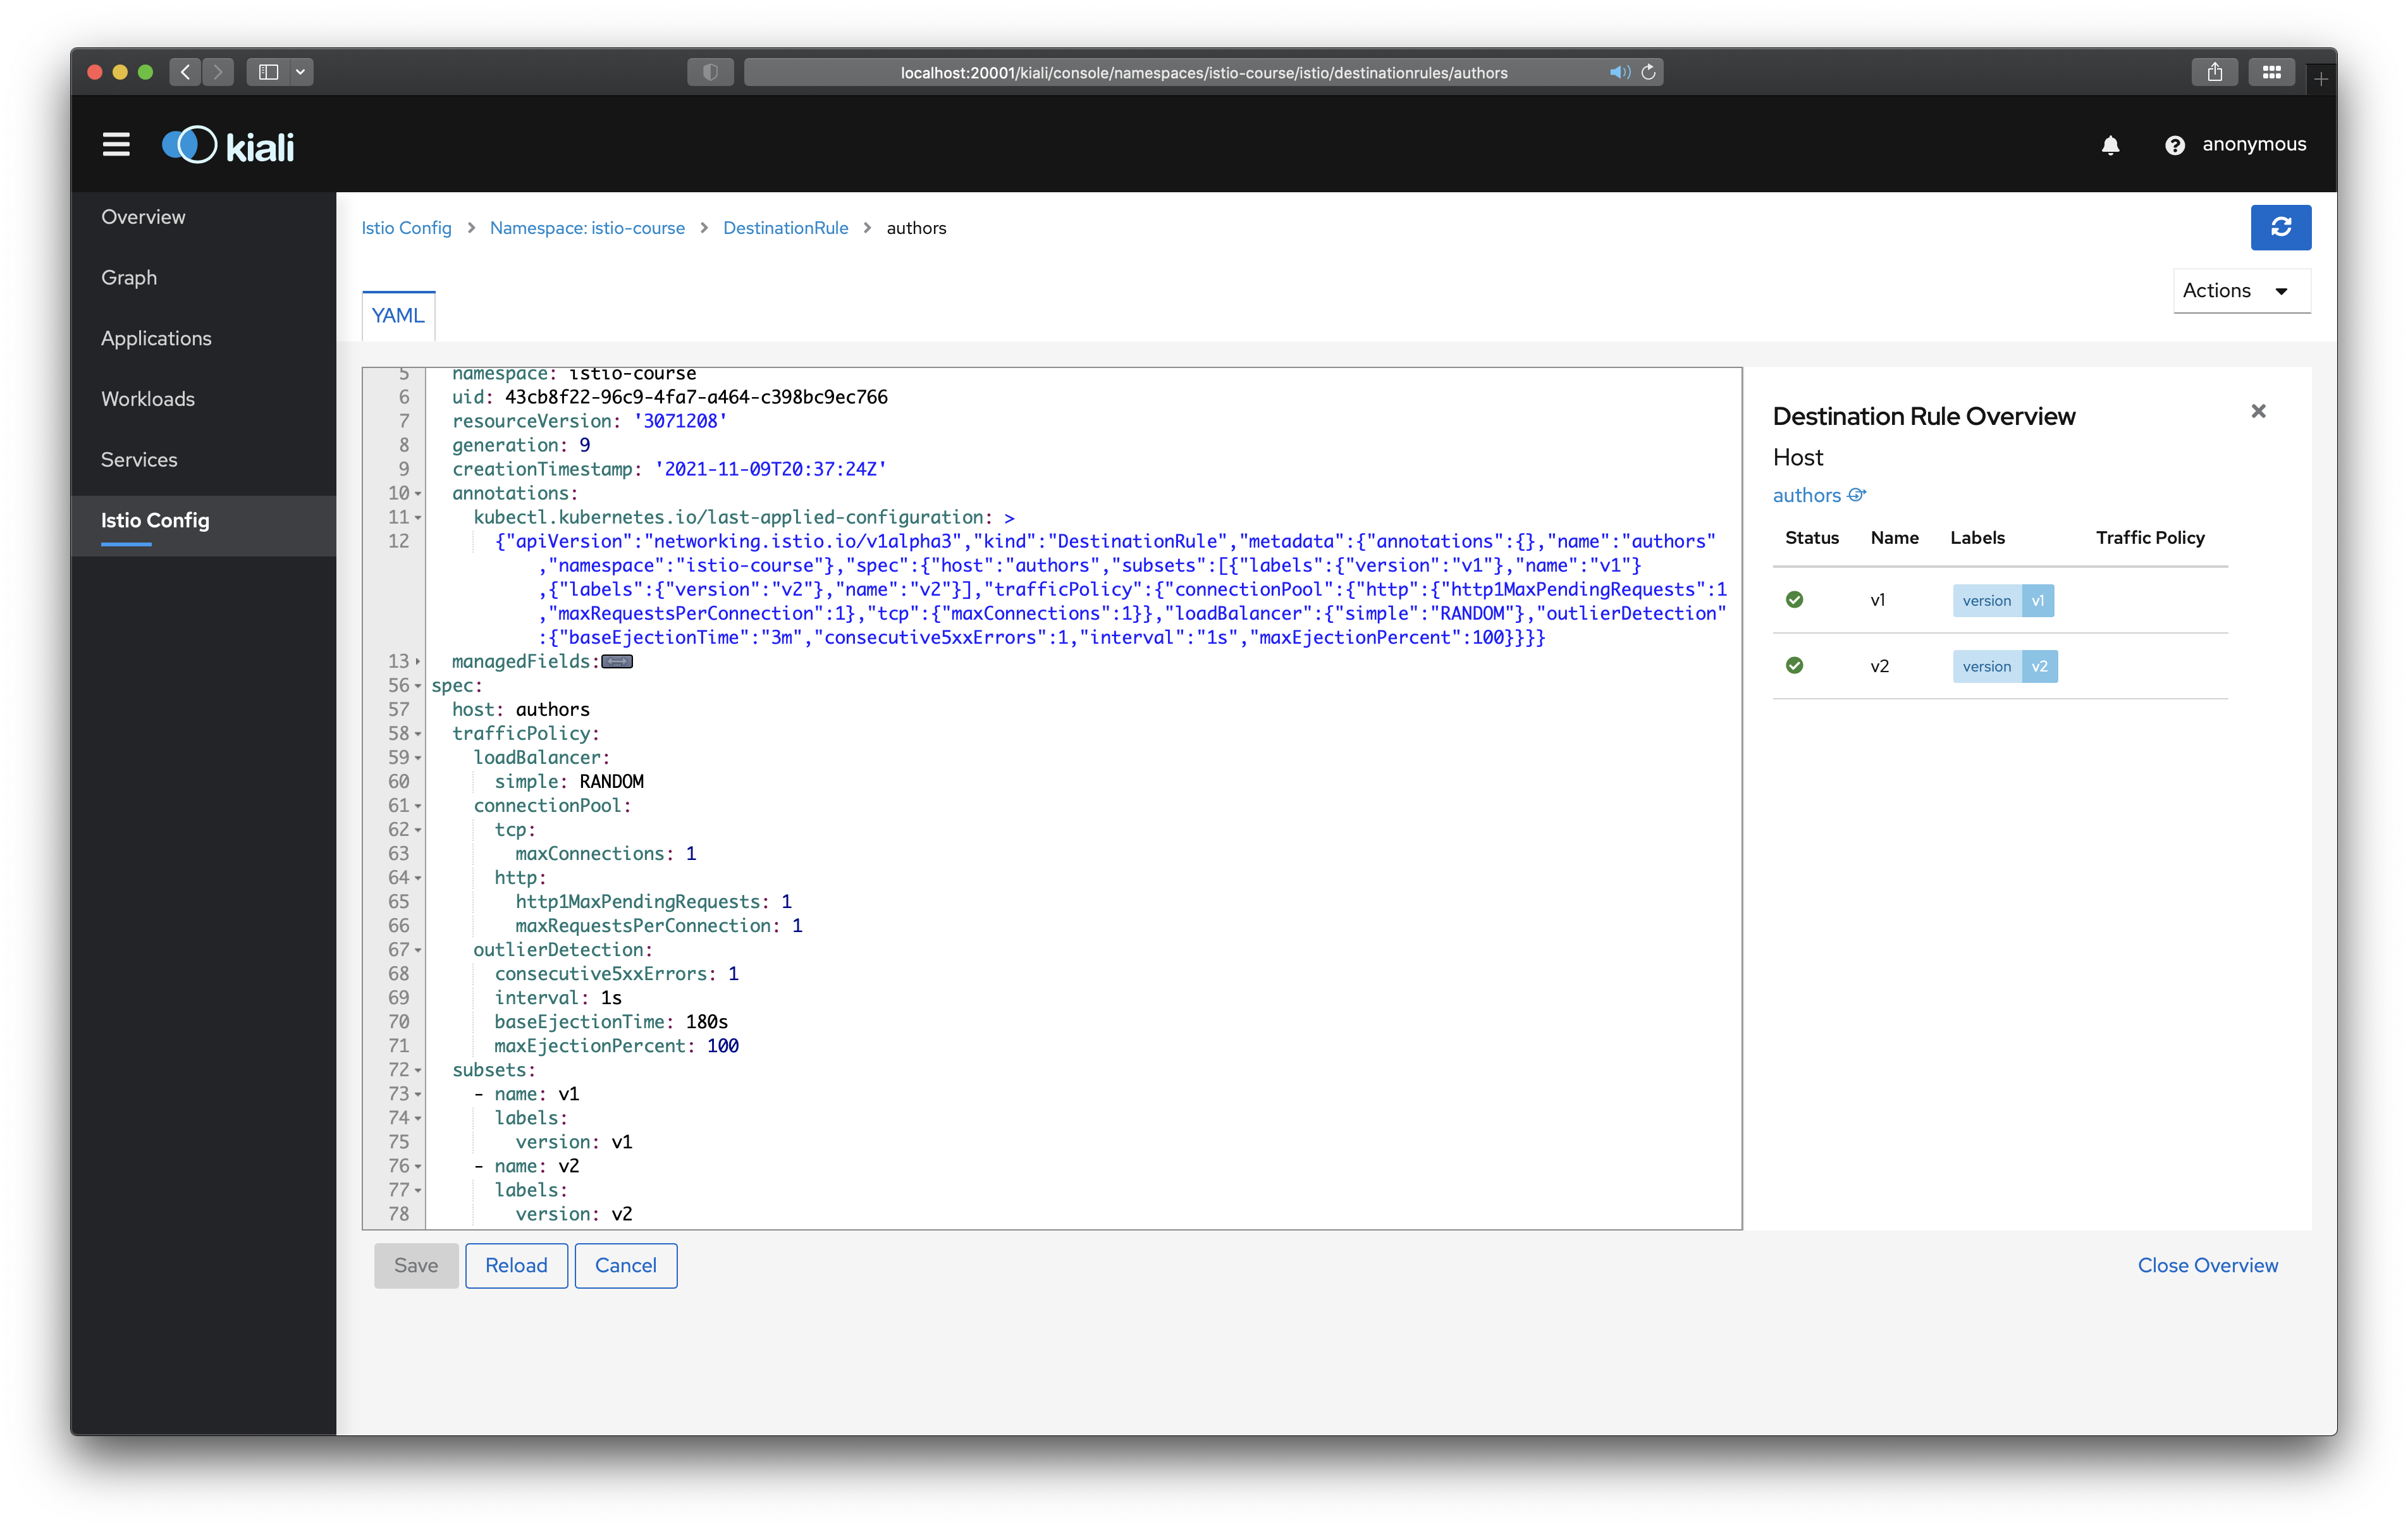 localhost:20001/kiali/console/namespaces/istio-course/istio/destinationrules/authors
kiali
anonymous
Overview
Graph
Applications
Workloads
Services
Istio Config
Istio Config > Namespace: istio-course > DestinationRule > authors
Actions
YAML
5 namespace: istio-course
6 uid: 43cb8f22-96c9-4fa7-a464-c398bc9ec766
7 resourceVersion: '3071208'
8 generation: 9
9 creationTimestamp: '2021-11-09T20:37:24Z'
10 annotations:
11 kubectl.kubernetes.io/last-applied-configuration: >
12 {"apiVersion":"networking.istio.io/v1alpha3","kind":"DestinationRule","metadata":{"annotations":{},"name":"authors"
,"namespace":"istio-course"},"spec":{"host":"authors","subsets":[{"labels":{"version":"v1"},"name":"v1"}
,{"labels":{"version":"v2"},"name":"v2"}],"trafficPolicy":{"connectionPool":{"http":{"http1MaxPendingRequests":1
,"maxRequestsPerConnection":1},"tcp":{"maxConnections":1}},"loadBalancer":{"simple":"RANDOM"},"outlierDetection"
:{"baseEjectionTime":"3m","consecutive5xxErrors":1,"interval":"1s","maxEjectionPercent":100}}}}
13 managedFields:
56 spec:
57 host: authors
58 trafficPolicy:
59 loadBalancer:
60 simple: RANDOM
61 connectionPool:
62 tcp:
63 maxConnections: 1
64 http:
65 http1MaxPendingRequests: 1
66 maxRequestsPerConnection: 1
67 outlierDetection:
68 consecutive5xxErrors: 1
69 interval: 1s
70 baseEjectionTime: 180s
71 maxEjectionPercent: 100
72 subsets:
73 - name: v1
74 labels:
75 version: v1
76 - name: v2
77 labels:
78 version: v2
Destination Rule Overview
Host
authors
Status Name Labels Traffic Policy
v1 version v1
v2 version v2
Save Reload Cancel
Close Overview